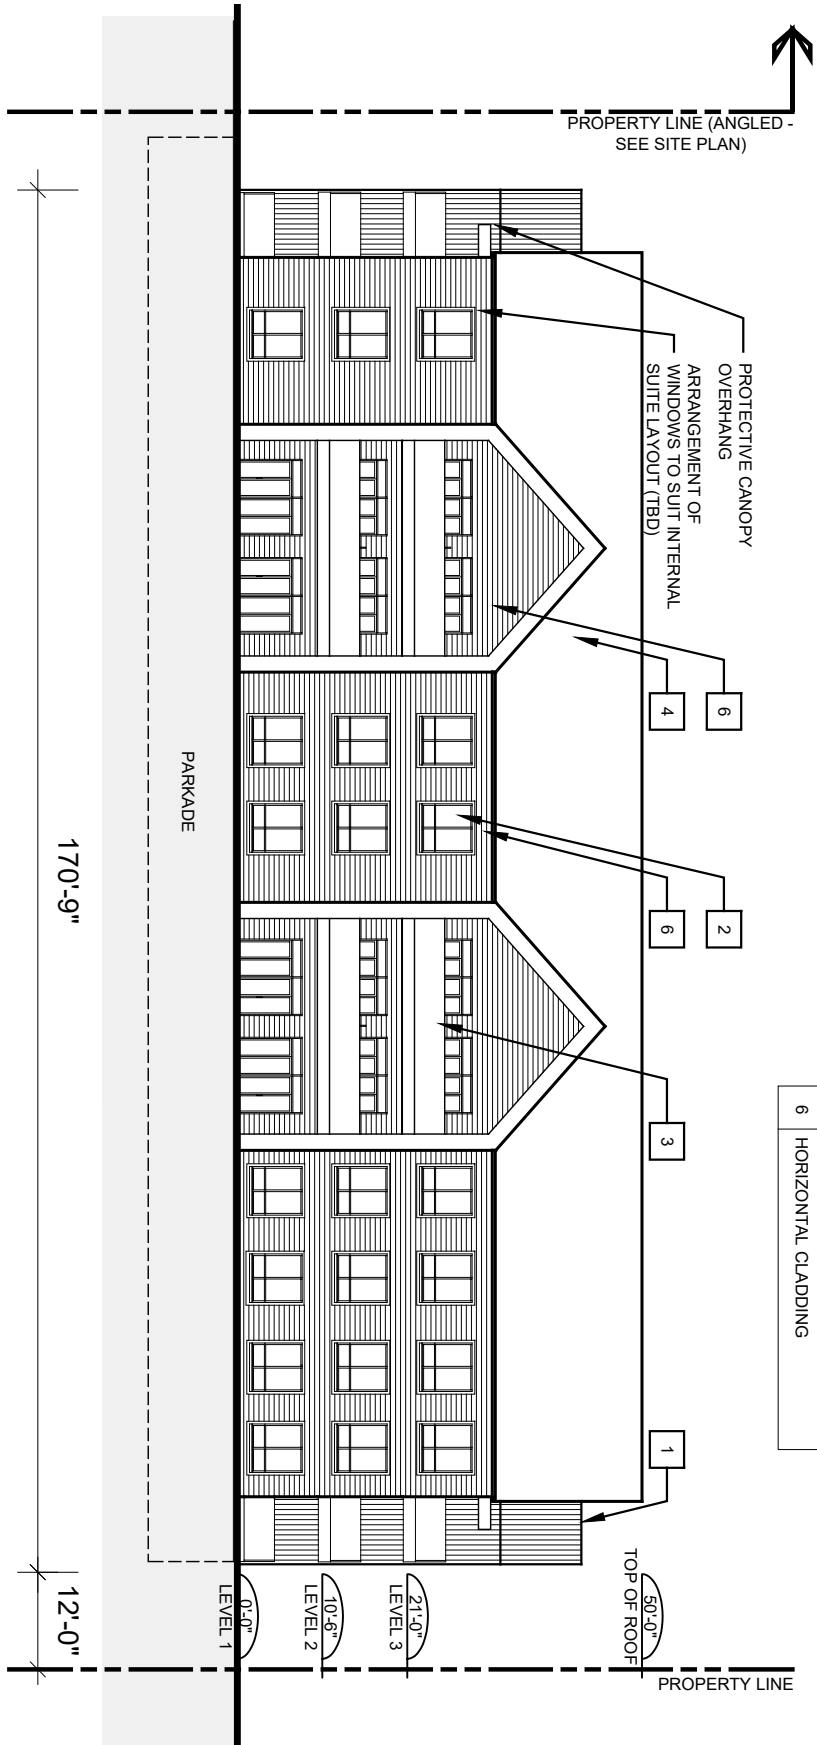 PROPERTY LINE (ANGLED -
SEE SITE PLAN)
PROTECTIVE CANOPY
OVERHANG
ARRANGEMENT OF
WINDOWS TO SUIT INTERNAL
SUITE LAYOUT (TBD)
6
4
2
6
3
1
6 HORIZONTAL CLADDING
PARKADE
170'-9"
12'-0"
50'-0"
TOP OF ROOF
21'-0"
LEVEL 3
10'-6"
LEVEL 2
0'-0"
LEVEL 1
PROPERTY LINE